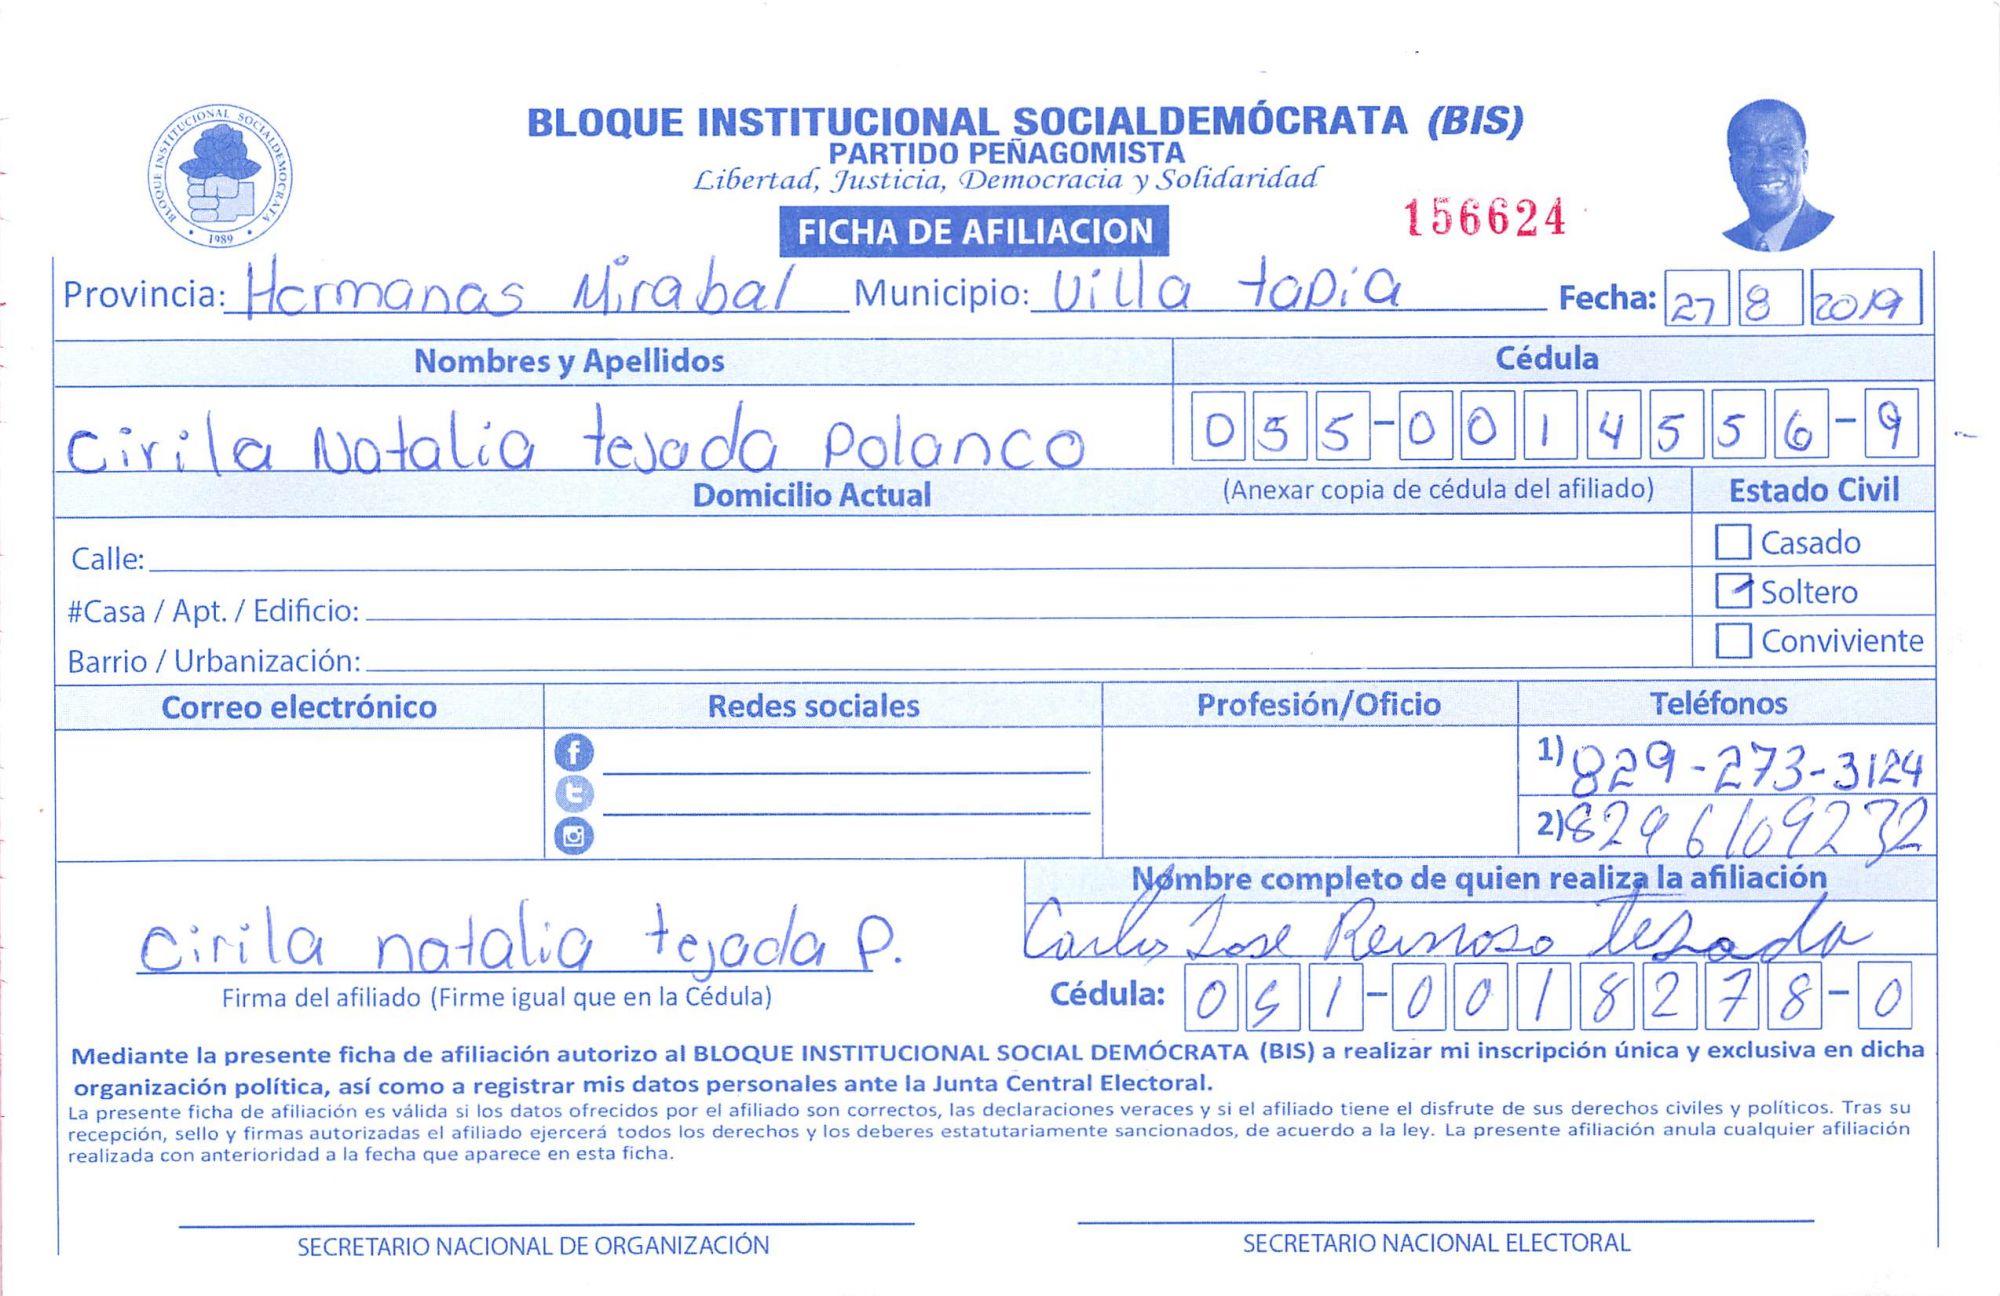 BLOQUE INSTITUCIONAL SOCIALDEMÓCRATA
1989
BLOQUE INSTITUCIONAL SOCIALDEMÓCRATA (BIS)
PARTIDO PEÑAGOMISTA
Libertad, Justicia, Democracia y Solidaridad
FICHA DE AFILIACION
156624
Provincia: Hermanas Mirabal Municipio: Villa tapia Fecha: 27 8 2019
Nombres y Apellidos Cédula
Cirila Natalia tejada Polanco 055-0014556-9
Domicilio Actual (Anexar copia de cédula del afiliado) Estado Civil
Calle: Casado
#Casa / Apt. / Edificio: Soltero
Barrio / Urbanización: Conviviente
Correo electrónico Redes sociales Profesión/Oficio Teléfonos
1) 829-273-3124
2) 829 6109232
Nombre completo de quien realiza la afiliación
Cirila natalia tejada P. Carlos Jose Reinoso tejada
Firma del afiliado (Firme igual que en la Cédula) Cédula: 051-0018278-0
Mediante la presente ficha de afiliación autorizo al BLOQUE INSTITUCIONAL SOCIAL DEMÓCRATA (BIS) a realizar mi inscripción única y exclusiva en dicha
organización política, así como a registrar mis datos personales ante la Junta Central Electoral.
La presente ficha de afiliación es válida si los datos ofrecidos por el afiliado son correctos, las declaraciones veraces y si el afiliado tiene el disfrute de sus derechos civiles y políticos. Tras su
recepción, sello y firmas autorizadas el afiliado ejercerá todos los derechos y los deberes estatutariamente sancionados, de acuerdo a la ley. La presente afiliación anula cualquier afiliación
realizada con anterioridad a la fecha que aparece en esta ficha.
SECRETARIO NACIONAL DE ORGANIZACIÓN SECRETARIO NACIONAL ELECTORAL